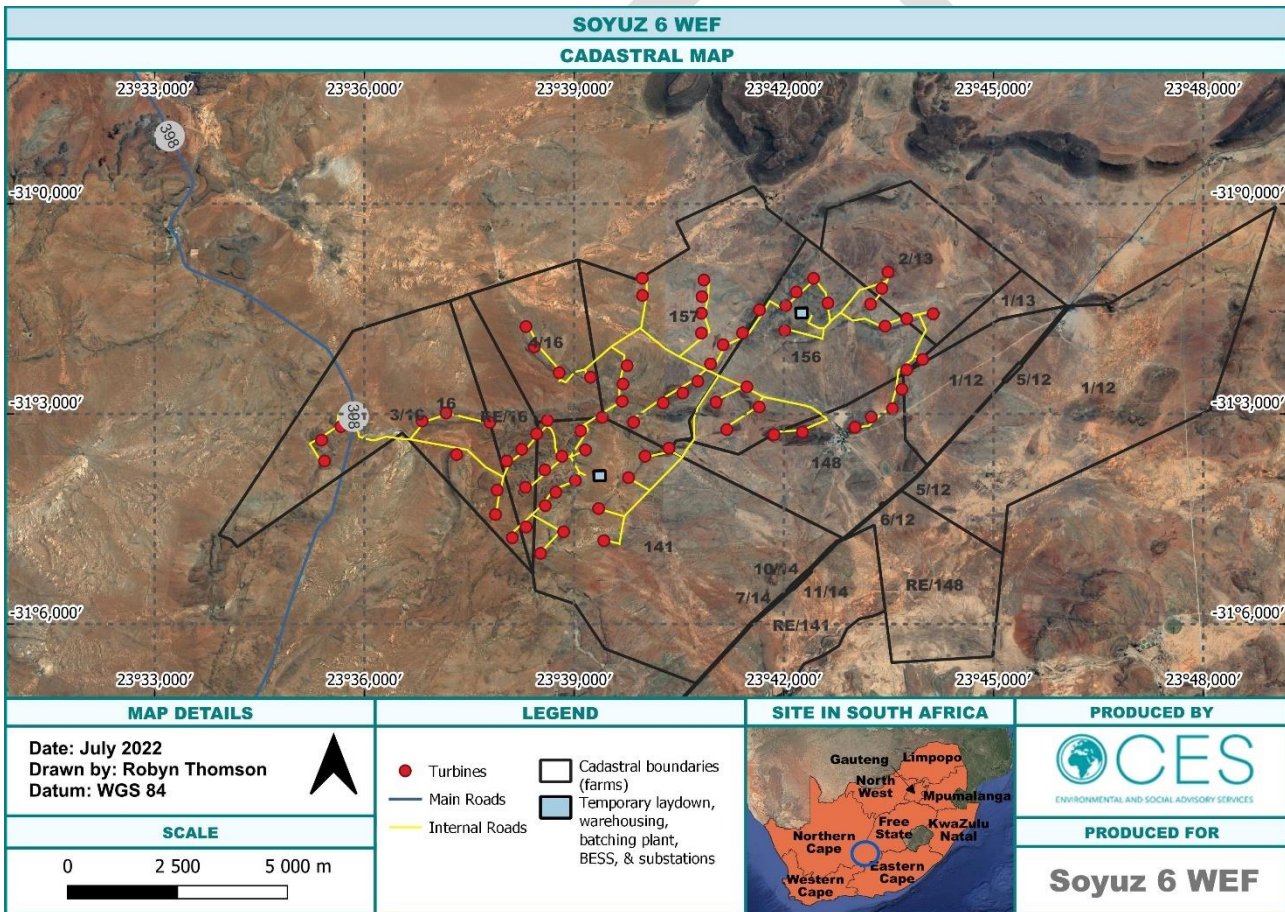 SOYUZ 6 WEF
CADASTRAL MAP
23°33,000′ 23°36,000′ 23°39,000′ 23°42,000′ 23°45,000′ 23°48,000′
398
-31°0,000′ -31°0,000′
2/13
1/13
157
156
4/16
1/12 5/12 1/12
-31°3,000′ -31°3,000′
398
3/16 16 RE/16
148
5/12
6/12
141
10/14
7/14 11/14 RE/148
RE/141
-31°6,000′ -31°6,000′
23°33,000′ 23°36,000′ 23°39,000′ 23°42,000′ 23°45,000′ 23°48,000′
MAP DETAILS
Date: July 2022
Drawn by: Robyn Thomson
Datum: WGS 84
SCALE
0 2 500 5 000 m
LEGEND
Turbines
Main Roads
Internal Roads
Cadastral boundaries
(farms)
Temporary laydown,
warehousing,
batching plant,
BESS, & substations
SITE IN SOUTH AFRICA
Gauteng
Limpopo
North
West
Mpumalanga
Free
State
KwaZulu
Natal
Northern
Cape
Eastern
Cape
Western
Cape
PRODUCED BY
CES
ENVIRONMENTAL AND SOCIAL ADVISORY SERVICES
PRODUCED FOR
Soyuz 6 WEF